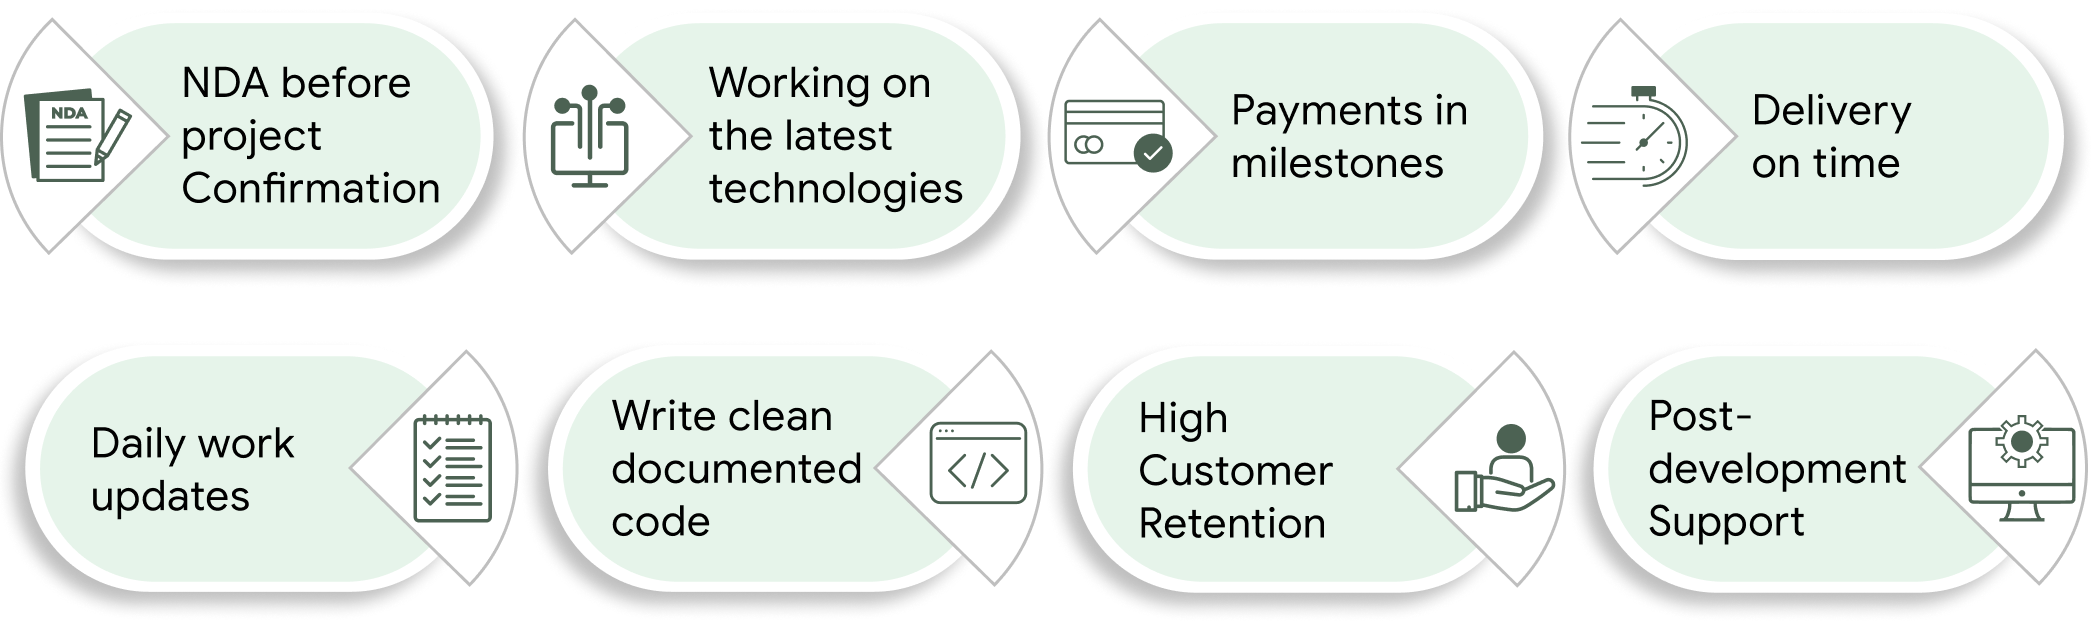 NDA
NDA before
project
Confirmation
Working on
the latest
technologies
Payments in
milestones
Delivery
on time
Daily work
updates
Write clean
documented
code
</>
High
Customer
Retention
Post-
development
Support